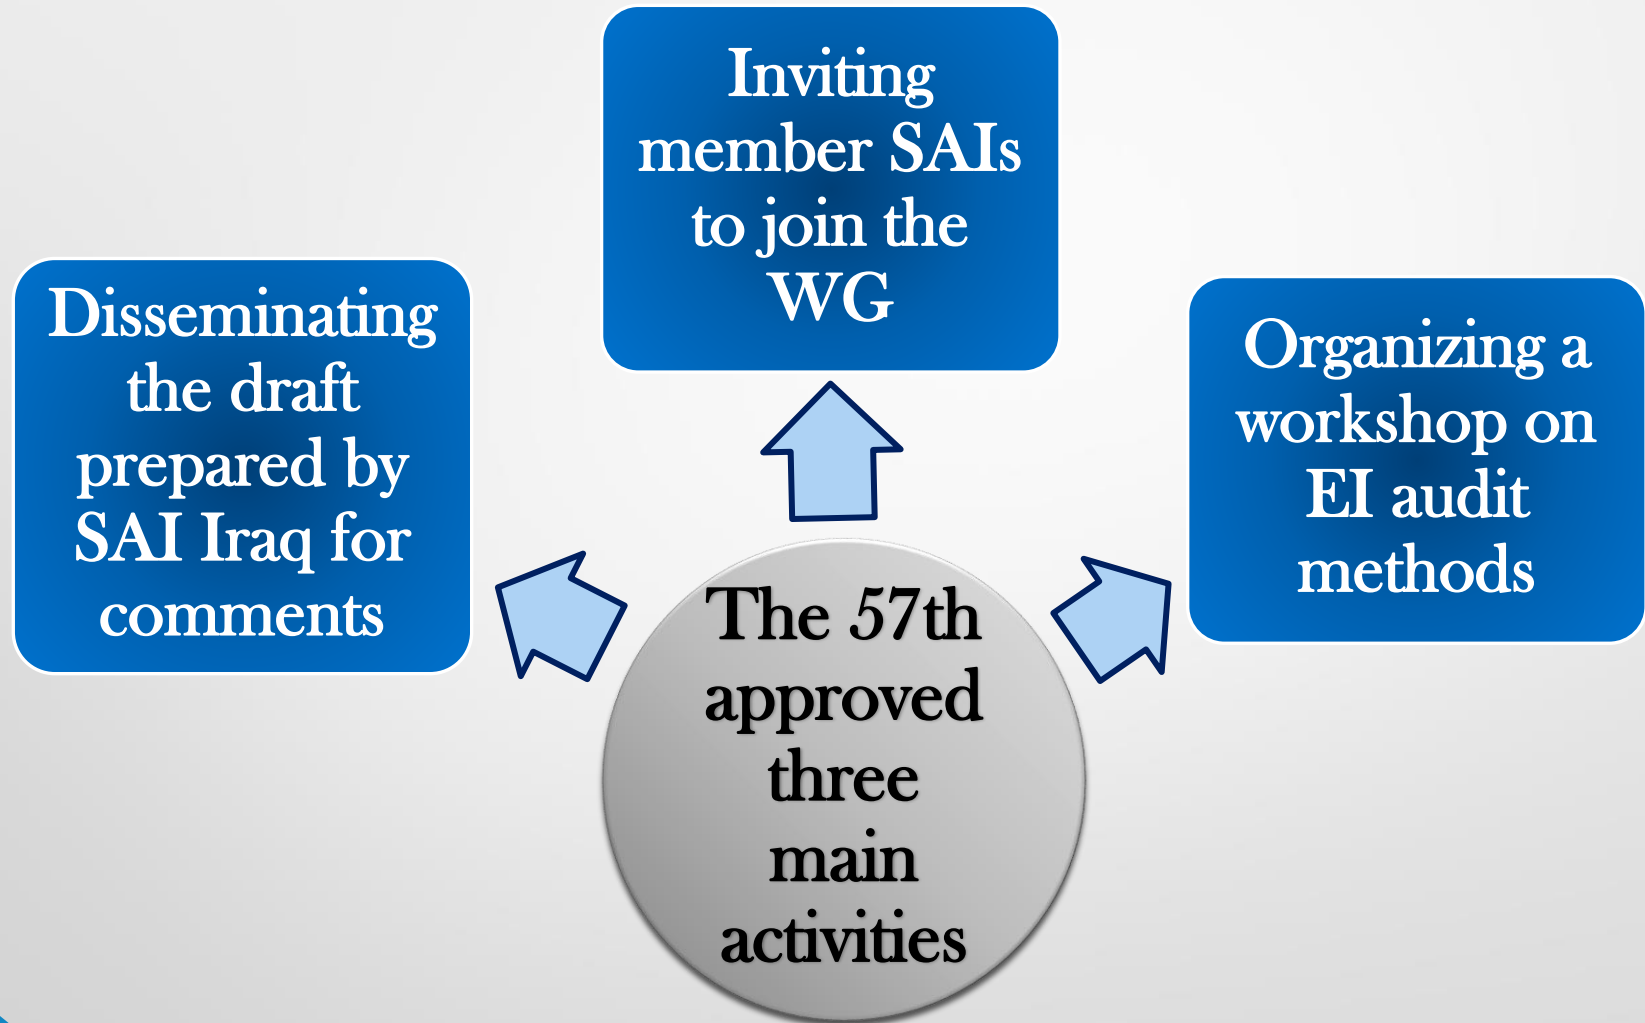 Inviting
member SAIs
to join the
WG
Disseminating
the draft
prepared by
SAI Iraq for
comments
Organizing a
workshop on
EI audit
methods
The 57th
approved
three
main
activities